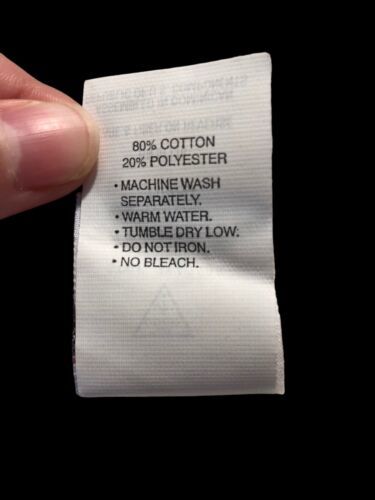 80% COTTON
20% POLYESTER
• MACHINE WASH
SEPARATELY.
• WARM WATER.
• TUMBLE DRY LOW.
• DO NOT IRON.
• NO BLEACH.